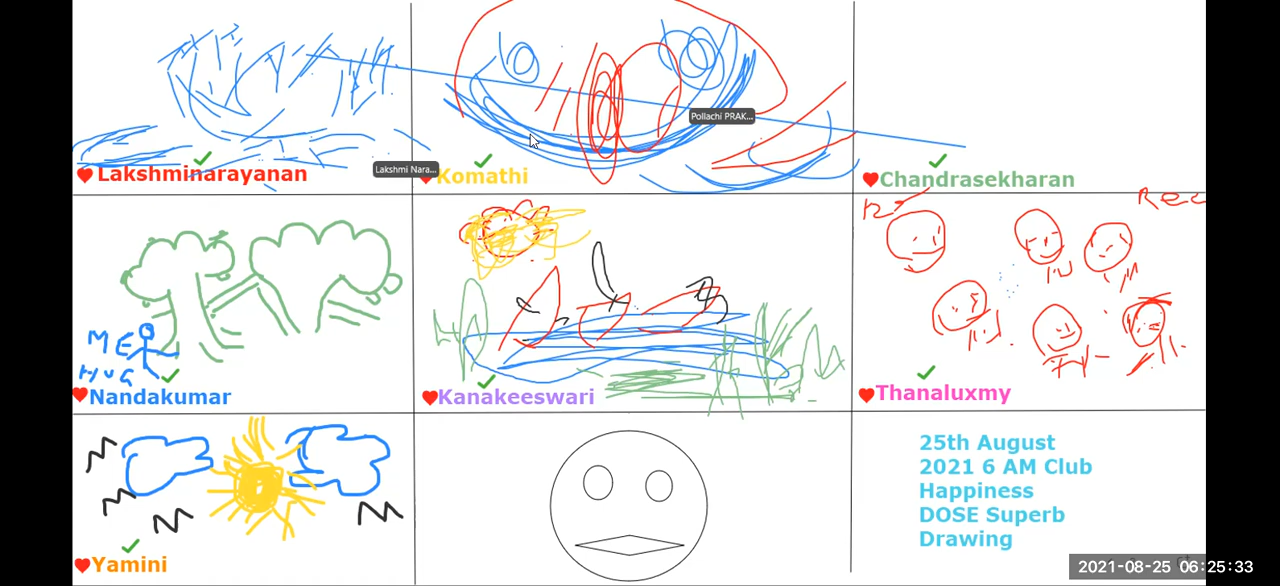 Pollachi PRAK...
Lakshmi Nara...
Lakshminarayanan
Komathi
Chandrasekharan
ME
HUG
Nandakumar
Kanakeeswari
Thanaluxmy
25th August
2021 6 AM Club
Happiness
DOSE Superb
Drawing
Yamini
2021-08-25 06:25:33